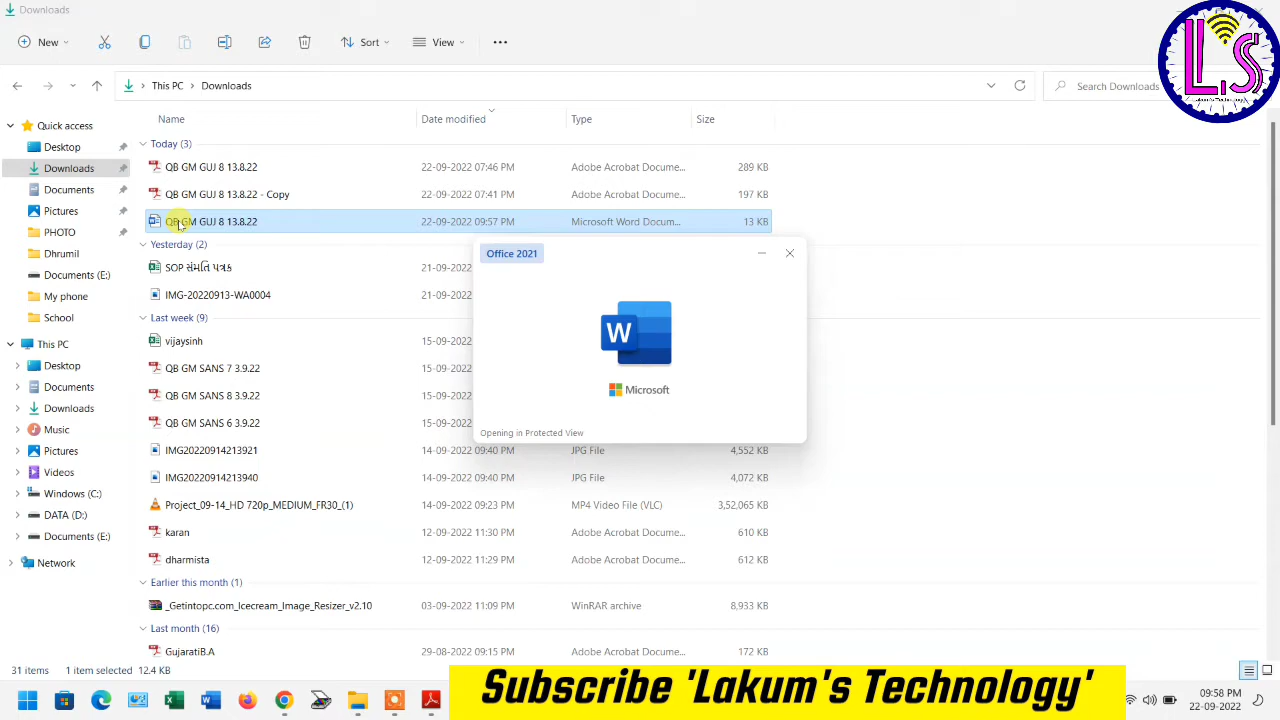 Downloads
New
Sort
View
This PC
Downloads
Search Downloads
L.S
Lakum's Technology
Name
Date modified
Type
Size
Quick access
Desktop
Downloads
Documents
Pictures
PHOTO
Dhrumil
Documents (E:)
My phone
School
This PC
Desktop
Documents
Downloads
Music
Pictures
Videos
Windows (C:)
DATA (D:)
Documents (E:)
Network
Today (3)
QB GM GUJ 8 13.8.22 22-09-2022 07:46 PM Adobe Acrobat Docume... 289 KB
QB GM GUJ 8 13.8.22 - Copy 22-09-2022 07:41 PM Adobe Acrobat Docume... 197 KB
QB GM GUJ 8 13.8.22 22-09-2022 09:57 PM Microsoft Word Docum... 13 KB
Yesterday (2)
SOP સંમતિ પત્રક 21-09-2022
IMG-20220913-WA0004 21-09-2022
Last week (9)
vijaysinh 15-09-2022
QB GM SANS 7 3.9.22 15-09-2022
QB GM SANS 8 3.9.22 15-09-2022
QB GM SANS 6 3.9.22 15-09-2022
IMG20220914213921 14-09-2022 09:40 PM JPG File 4,552 KB
IMG20220914213940 14-09-2022 09:40 PM JPG File 4,072 KB
Project_09-14_HD 720p_MEDIUM_FR30_(1) 14-09-2022 09:23 PM MP4 Video File (VLC) 3,52,065 KB
karan 12-09-2022 11:30 PM Adobe Acrobat Docume... 610 KB
dharmista 12-09-2022 11:29 PM Adobe Acrobat Docume... 612 KB
Earlier this month (1)
_Getintopc.com_Icecream_Image_Resizer_v2.10 03-09-2022 11:09 PM WinRAR archive 8,933 KB
Last month (16)
GujaratiB.A 29-08-2022 09:15 PM Adobe Acrobat Docume... 172 KB
Office 2021
W
Microsoft
Opening in Protected View
31 items 1 item selected 12.4 KB
Subscribe 'Lakum's Technology'
09:58 PM
22-09-2022